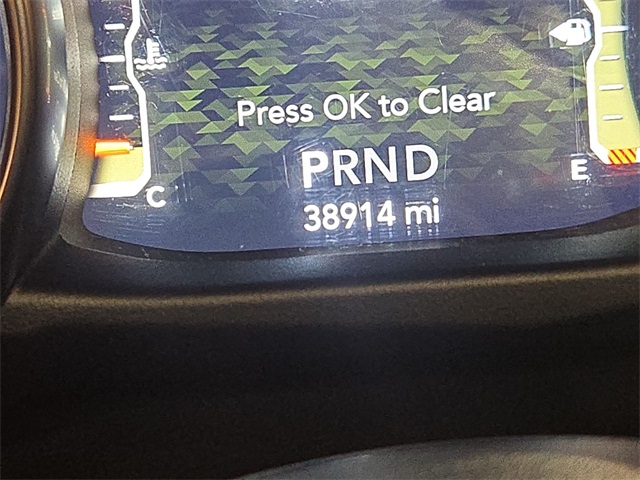 Press OK to Clear
PRND
E
C
38914 mi